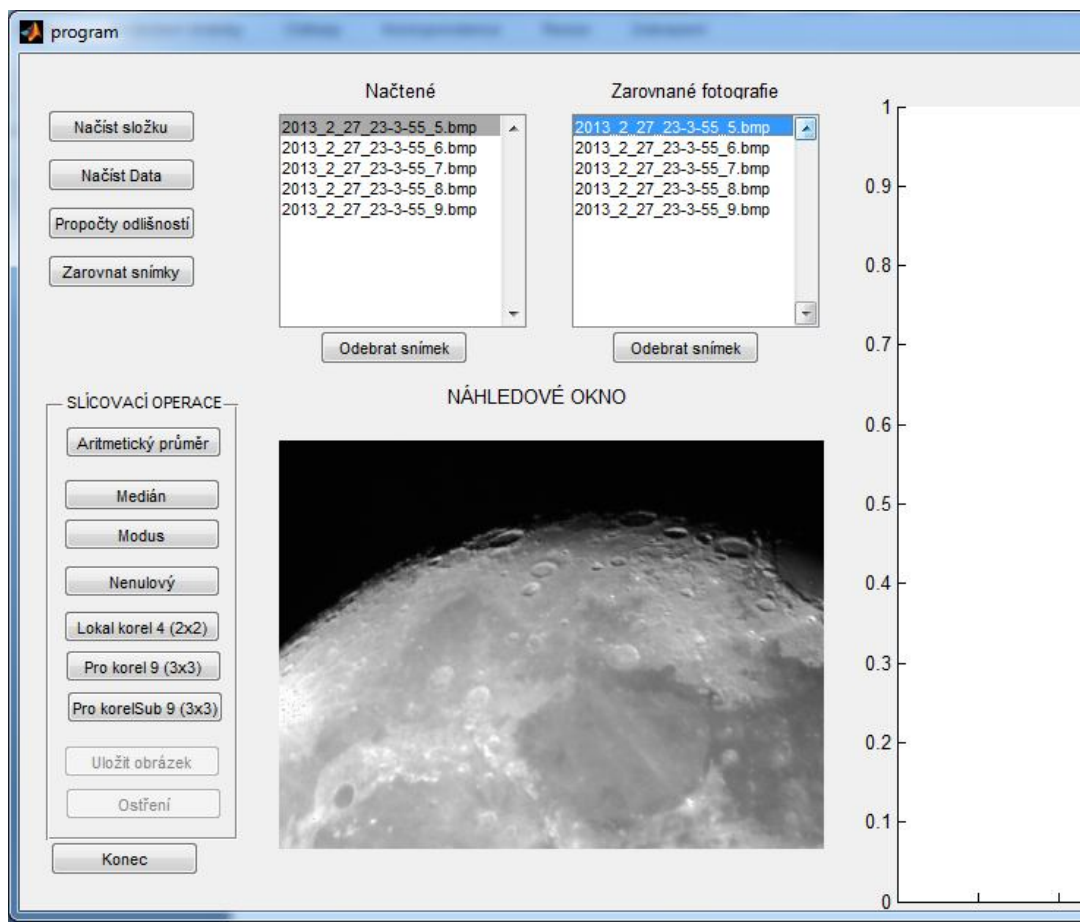 program
Načtené
Zarovnané fotografie
Načíst složku
Načíst Data
Propočty odlišností
Zarovnat snímky
2013_2_27_23-3-55_5.bmp
2013_2_27_23-3-55_6.bmp
2013_2_27_23-3-55_7.bmp
2013_2_27_23-3-55_8.bmp
2013_2_27_23-3-55_9.bmp
2013_2_27_23-3-55_5.bmp
2013_2_27_23-3-55_6.bmp
2013_2_27_23-3-55_7.bmp
2013_2_27_23-3-55_8.bmp
2013_2_27_23-3-55_9.bmp
Odebrat snímek
Odebrat snímek
SLÍCOVACÍ OPERACE
Aritmetický průměr
Medián
Modus
Nenulový
Lokal korel 4 (2x2)
Pro korel 9 (3x3)
Pro korelSub 9 (3x3)
Uložit obrázek
Ostření
Konec
NÁHLEDOVÉ OKNO
1
0.9
0.8
0.7
0.6
0.5
0.4
0.3
0.2
0.1
0